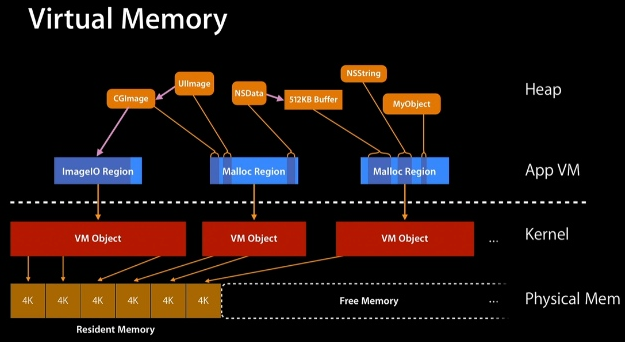 Virtual Memory
NSString
Heap
UIImage
CGImage
NSData
512KB Buffer
MyObject
ImageIO Region
Malloc Region
Malloc Region
App VM
VM Object
VM Object
VM Object
...
Kernel
4K
4K
4K
4K
4K
4K
Free Memory
...
Physical Mem
Resident Memory